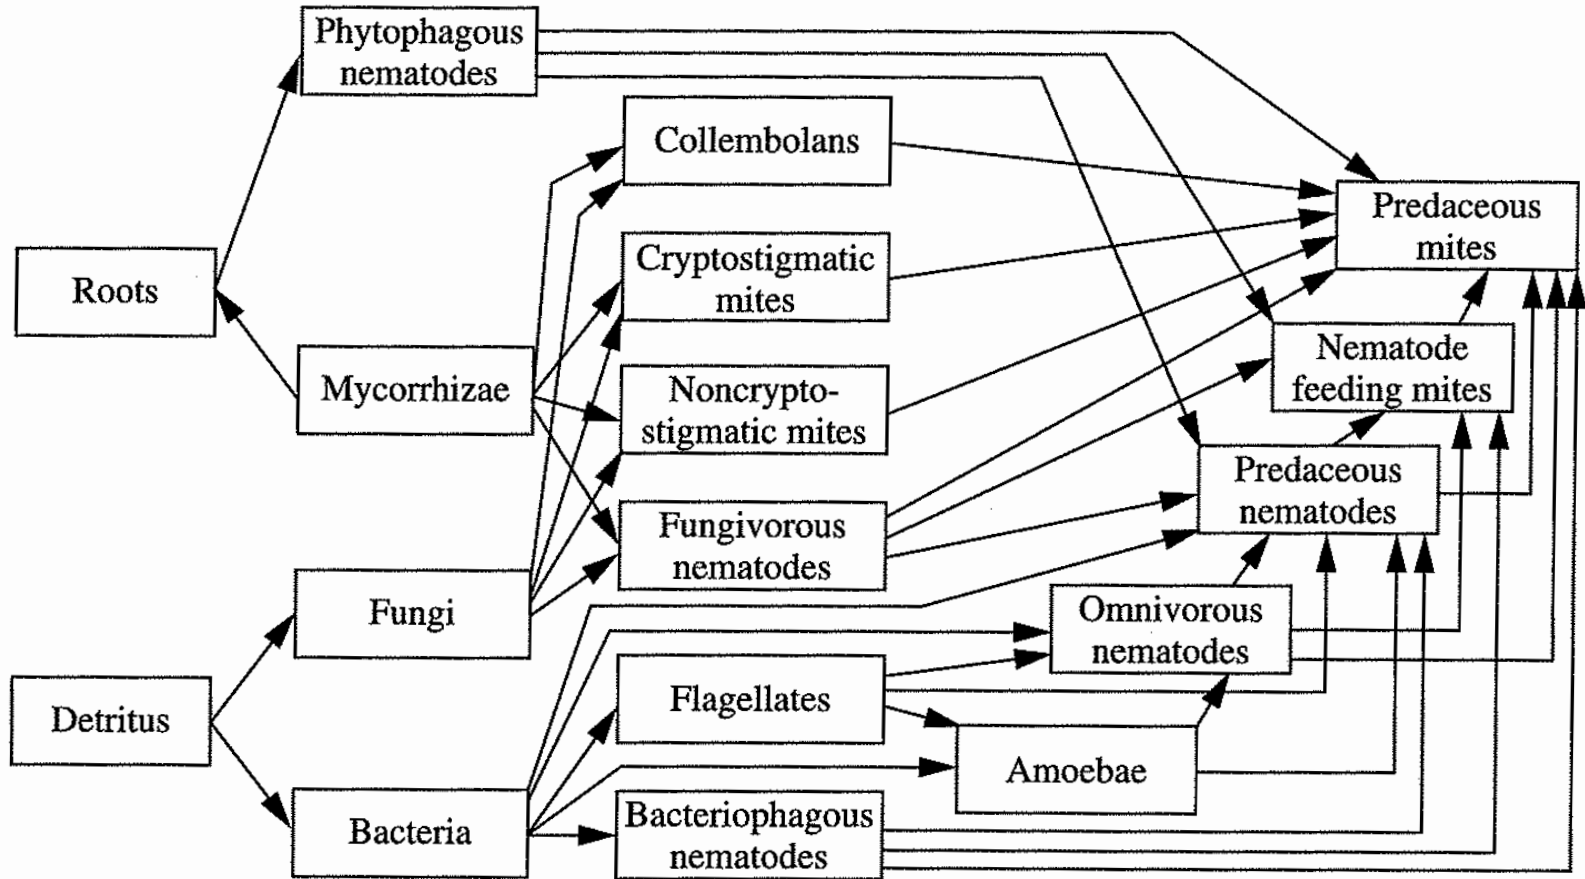 Phytophagous
nematodes
Collembolans
Predaceous
mites
Cryptostigmatic
mites
Roots
Nematode
feeding mites
Mycorrhizae
Noncrypto-
stigmatic mites
Predaceous
nematodes
Fungivorous
nematodes
Fungi
Omnivorous
nematodes
Flagellates
Detritus
Amoebae
Bacteria
Bacteriophagous
nematodes